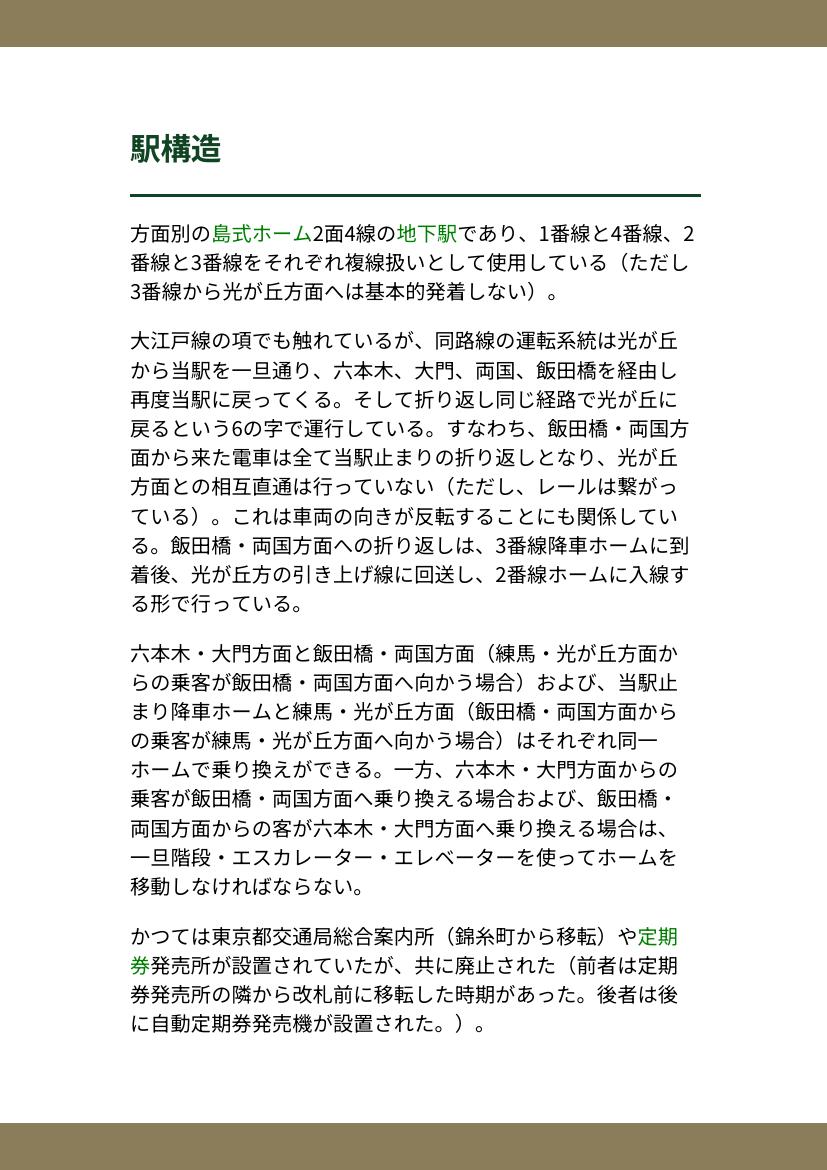 駅構造
方面別の島式ホーム2面4線の地下駅であり、1番線と4番線、2
番線と3番線をそれぞれ複線扱いとして使用している（ただし
3番線から光が丘方面へは基本的発着しない）。
大江戸線の項でも触れているが、同路線の運転系統は光が丘
から当駅を一旦通り、六本木、大門、両国、飯田橋を経由し
再度当駅に戻ってくる。そして折り返し同じ経路で光が丘に
戻るという6の字で運行している。すなわち、飯田橋・両国方
面から来た電車は全て当駅止まりの折り返しとなり、光が丘
方面との相互直通は行っていない（ただし、レールは繋がっ
ている）。これは車両の向きが反転することにも関係してい
る。飯田橋・両国方面への折り返しは、3番線降車ホームに到
着後、光が丘方の引き上げ線に回送し、2番線ホームに入線す
る形で行っている。
六本木・大門方面と飯田橋・両国方面（練馬・光が丘方面か
らの乗客が飯田橋・両国方面へ向かう場合）および、当駅止
まり降車ホームと練馬・光が丘方面（飯田橋・両国方面から
の乗客が練馬・光が丘方面へ向かう場合）はそれぞれ同一
ホームで乗り換えができる。一方、六本木・大門方面からの
乗客が飯田橋・両国方面へ乗り換える場合および、飯田橋・
両国方面からの客が六本木・大門方面へ乗り換える場合は、
一旦階段・エスカレーター・エレベーターを使ってホームを
移動しなければならない。
かつては東京都交通局総合案内所（錦糸町から移転）や定期
券発売所が設置されていたが、共に廃止された（前者は定期
券発売所の隣から改札前に移転した時期があった。後者は後
に自動定期券発売機が設置された。）。